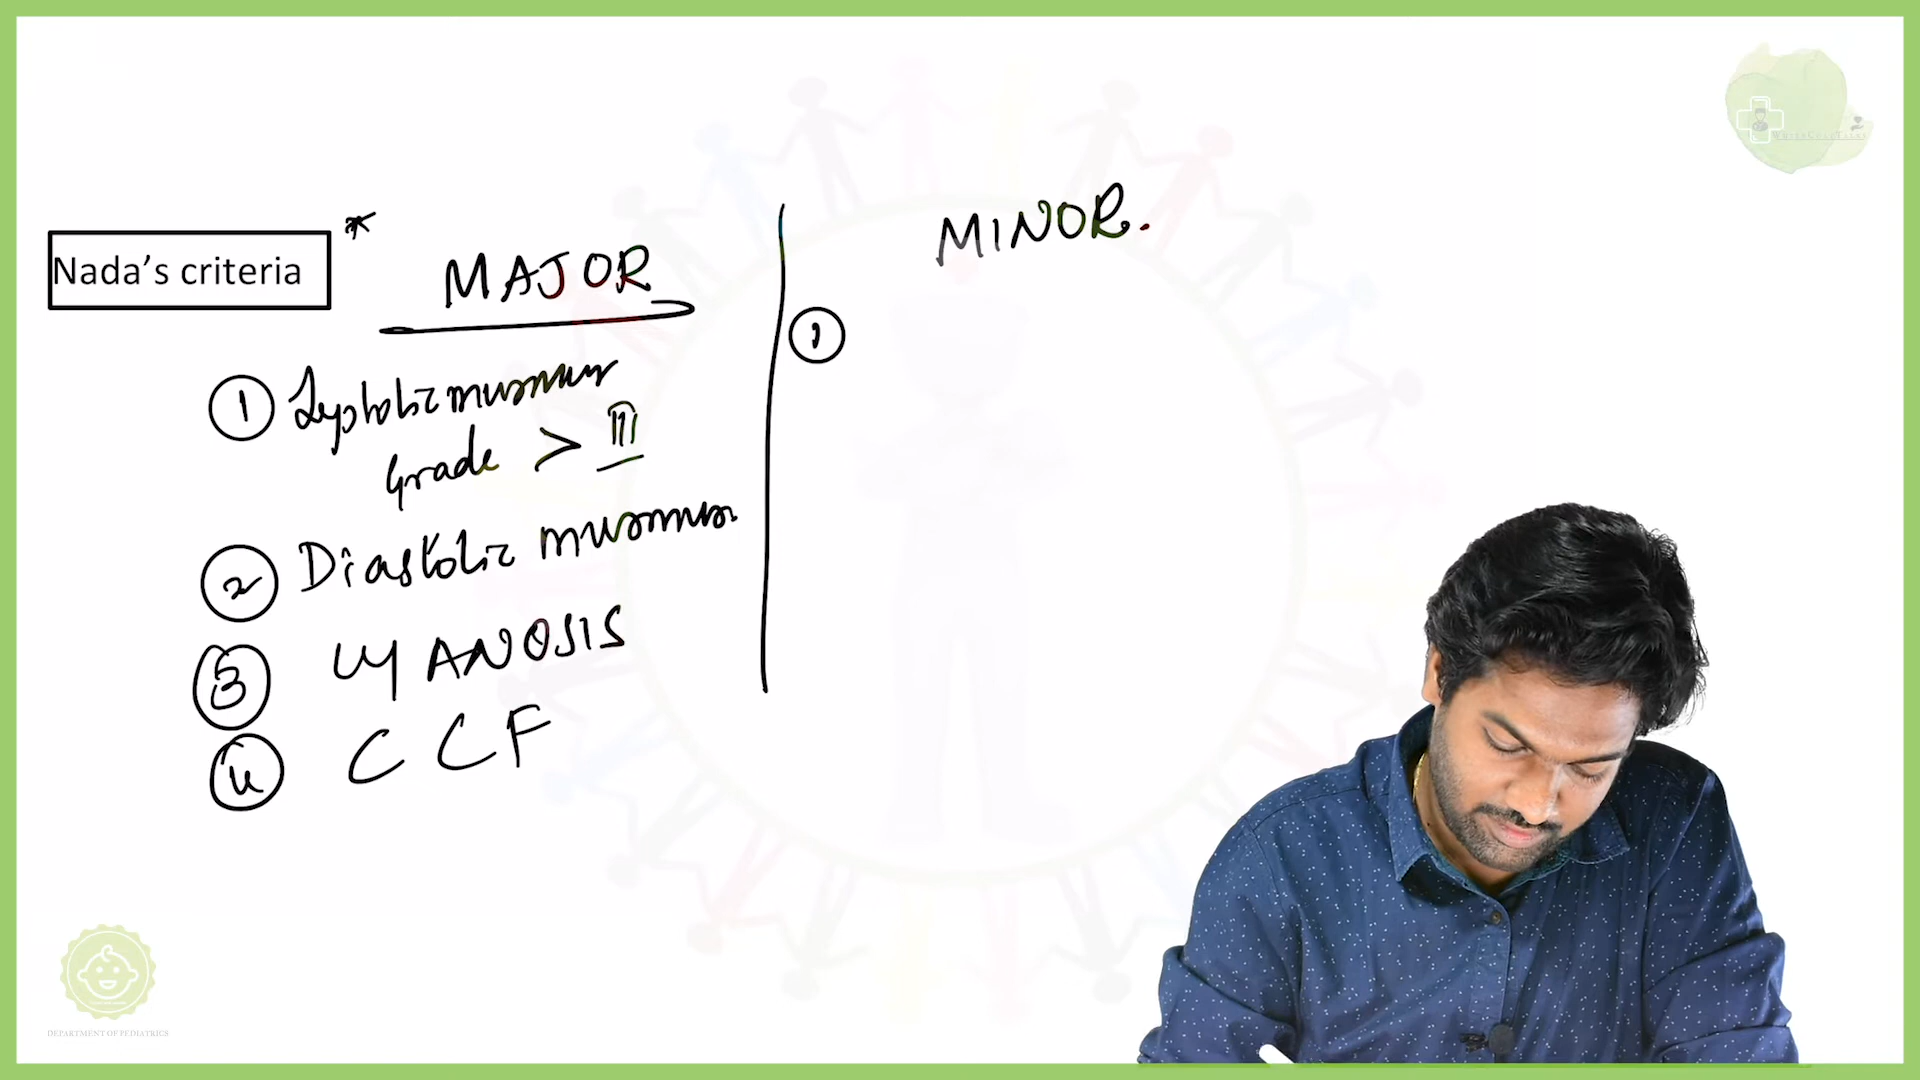 Nada's criteria
*
MAJOR
① Systolic murmur
Grade > III
② Diastolic murmur
③ CYANOSIS
④ CCF
MINOR.
①
DEPARTMENT OF PEDIATRICS